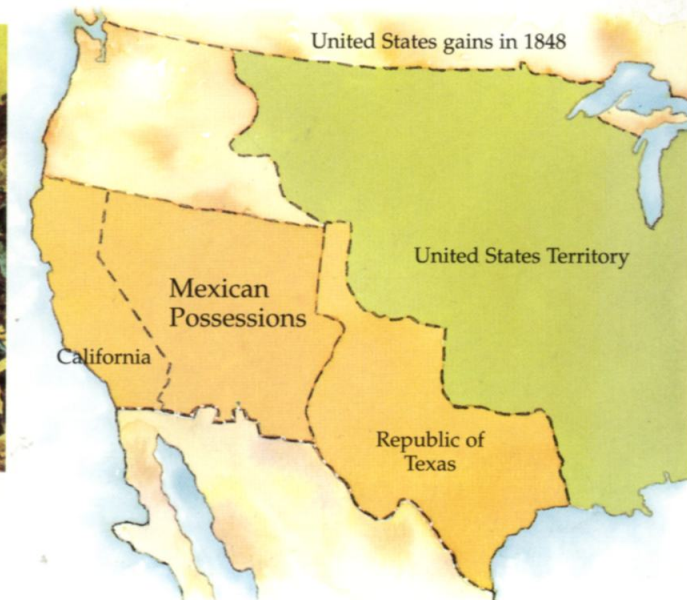 United States gains in 1848
United States Territory
Mexican
Possessions
California
Republic of
Texas